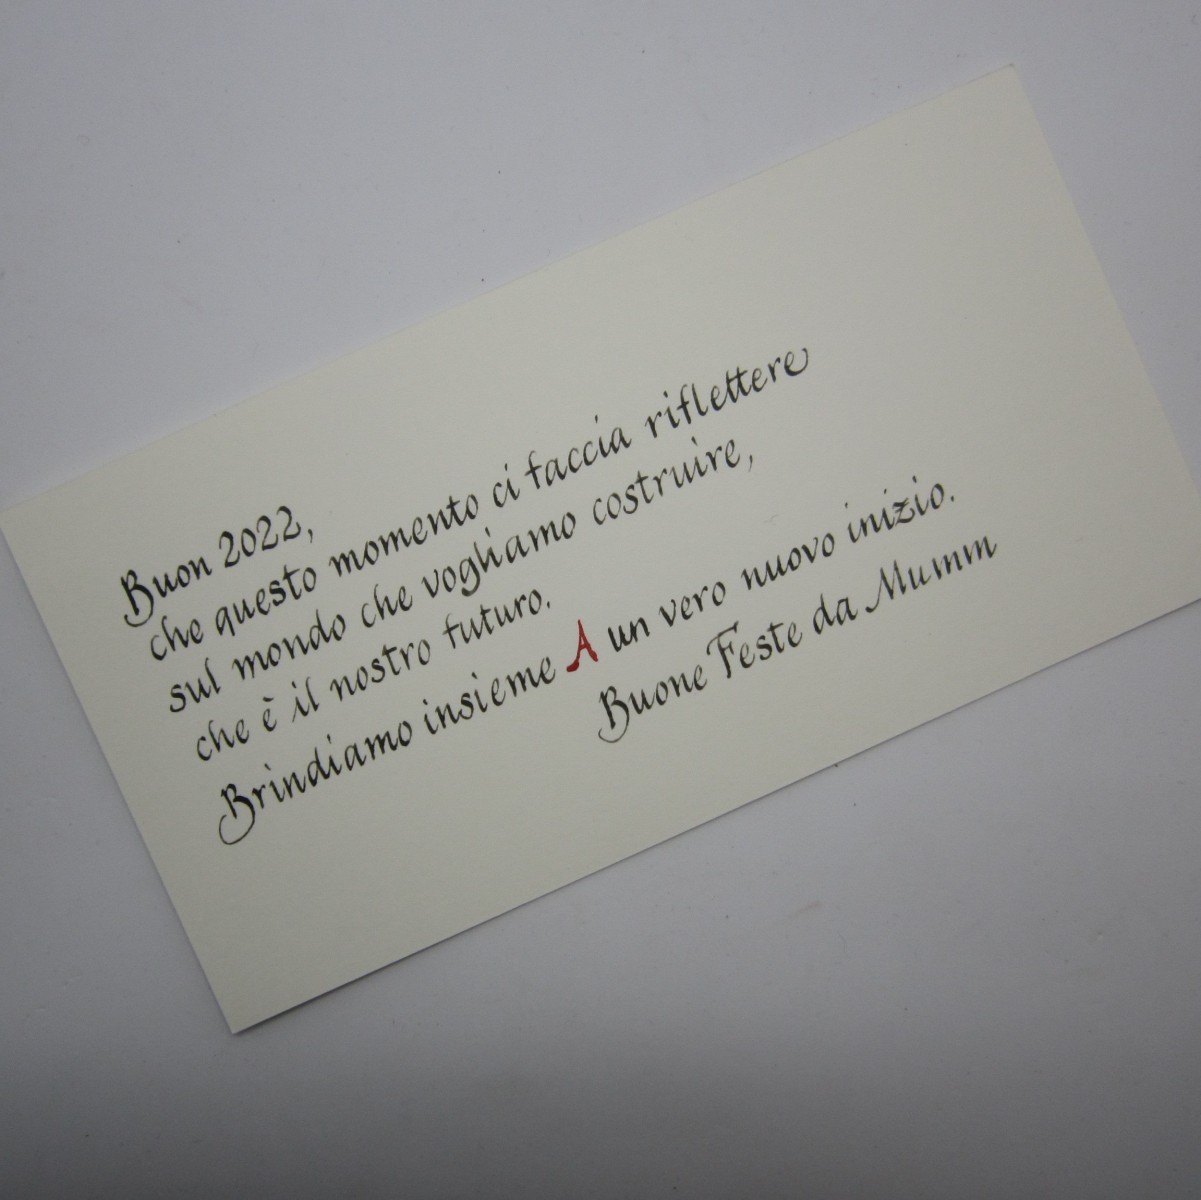 Buon 2022,
che questo momento ci faccia riflettere
sul mondo che vogliamo costruire,
che è il nostro futuro.
Brindiamo insieme A un vero nuovo inizio.
Buone Feste da Mumm